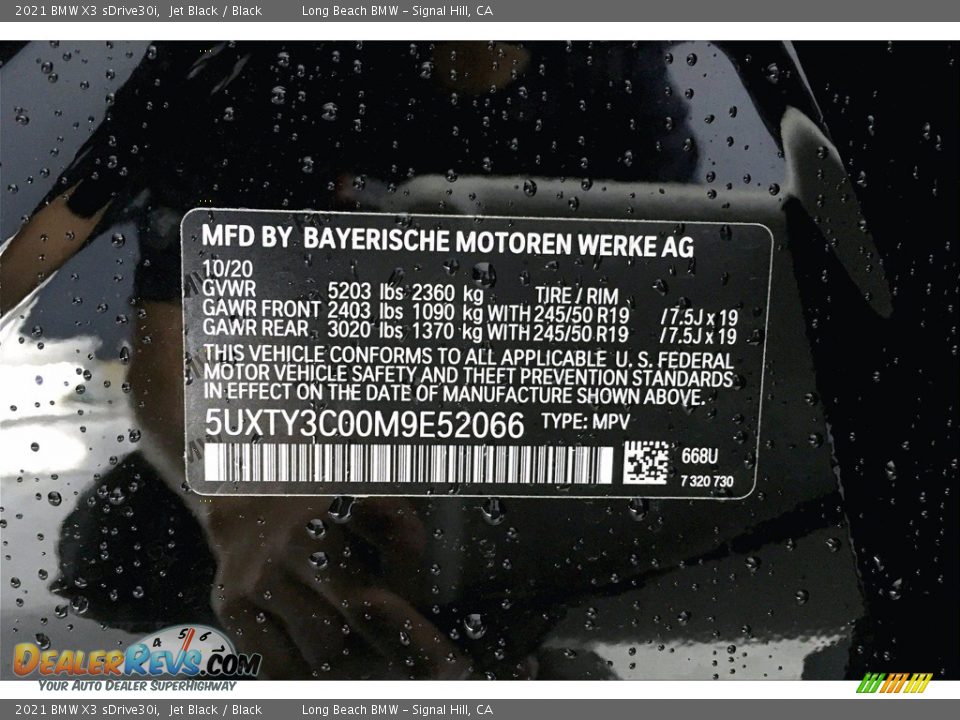 2021 BMW X3 sDrive30i, Jet Black / Black Long Beach BMW - Signal Hill, CA
MFD BY BAYERISCHE MOTOREN WERKE AG
10/20
GVWR 5203 lbs 2360 kg TIRE / RIM
GAWR FRONT 2403 lbs 1090 kg WITH 245/50 R19 / 7.5J x 19
GAWR REAR 3020 lbs 1370 kg WITH 245/50 R19 / 7.5J x 19
THIS VEHICLE CONFORMS TO ALL APPLICABLE U. S. FEDERAL
MOTOR VEHICLE SAFETY AND THEFT PREVENTION STANDARDS
IN EFFECT ON THE DATE OF MANUFACTURE SHOWN ABOVE.
5UXTY3C00M9E52066 TYPE: MPV
668U
7 320 730
4 5 6
DEALERREVS.COM
YOUR AUTO DEALER SUPERHIGHWAY
2021 BMW X3 sDrive30i, Jet Black / Black Long Beach BMW - Signal Hill, CA